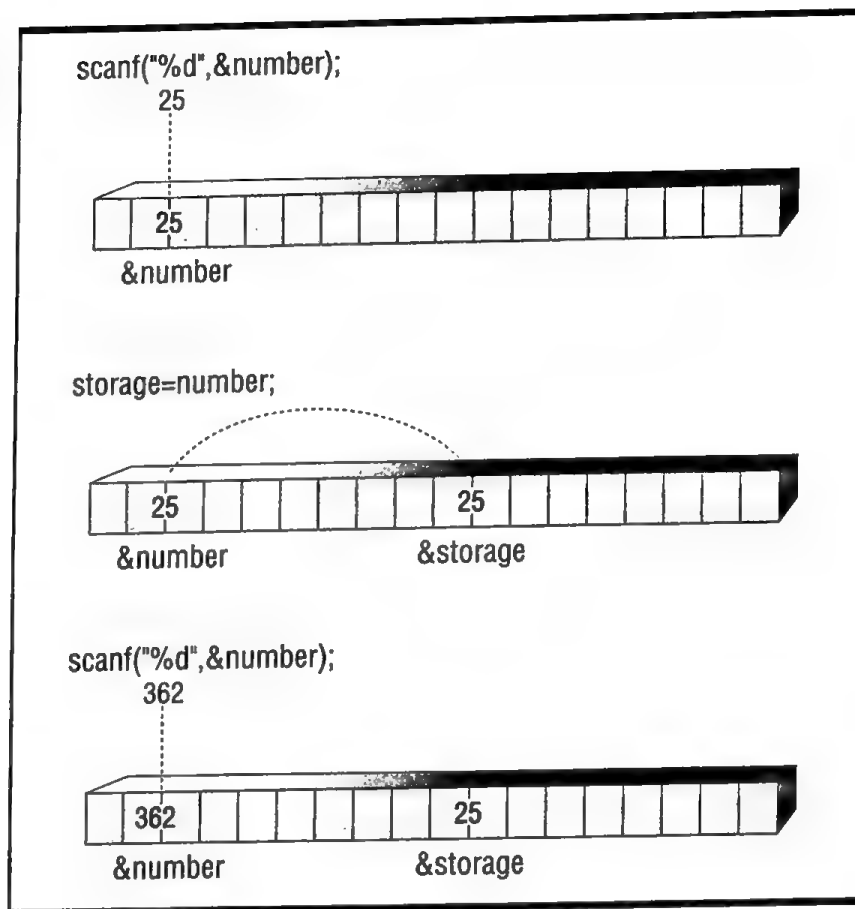 scanf("%d",&number);
25
25
&number
storage=number;
25 25
&number &storage
scanf("%d",&number);
362
362 25
&number &storage